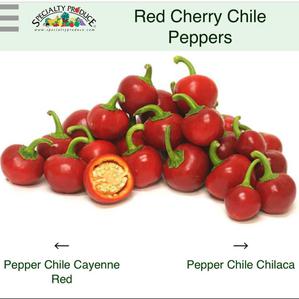 SPECIALTY PRODUCE
www.specialtyproduce.com
Red Cherry Chile
Peppers
← →
Pepper Chile Cayenne Pepper Chile Chilaca
Red